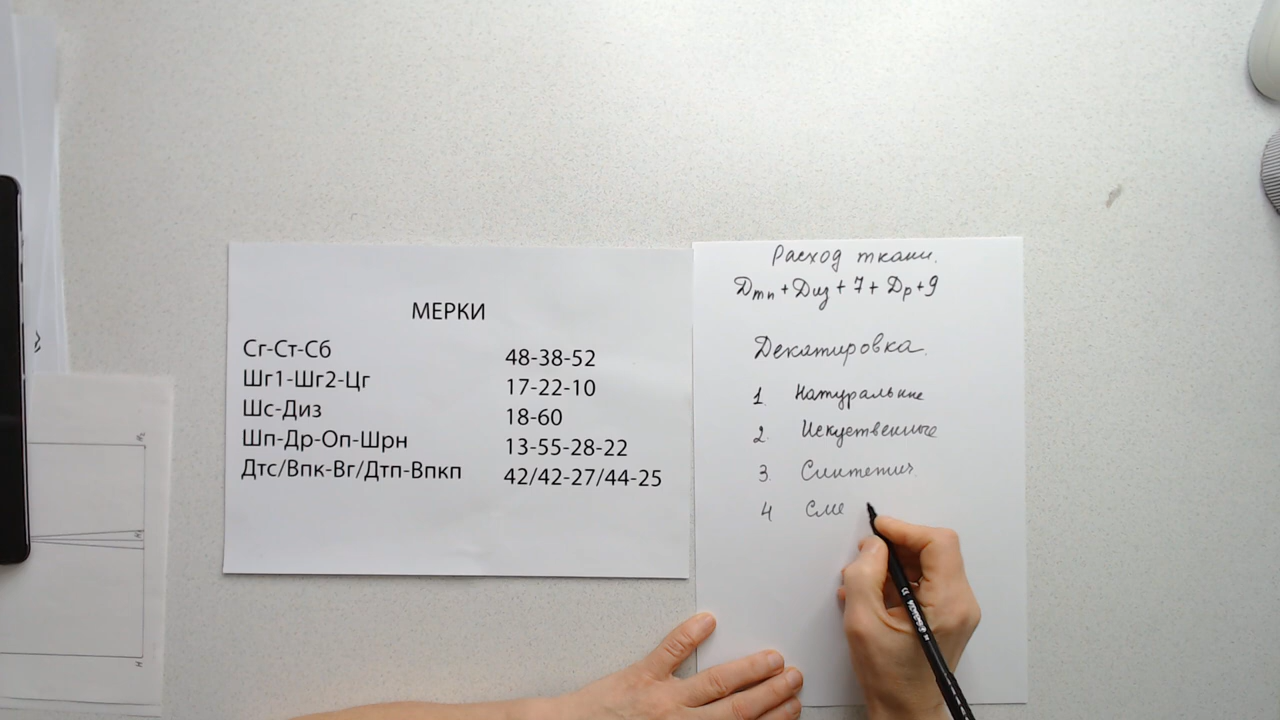 МЕРКИ
Сг-Ст-Сб 48-38-52
Шг1-Шг2-Цг 17-22-10
Шс-Диз 18-60
Шп-Др-Оп-Шрн 13-55-28-22
Дтс/Впк-Вг/Дтп-Впкп 42/42-27/44-25
Расход ткани.
Дтп + Диз + 7 + Др + 9
Декатировка.
1. Натуральные
2. Искуственные
3. Синтетич.
4 Сме